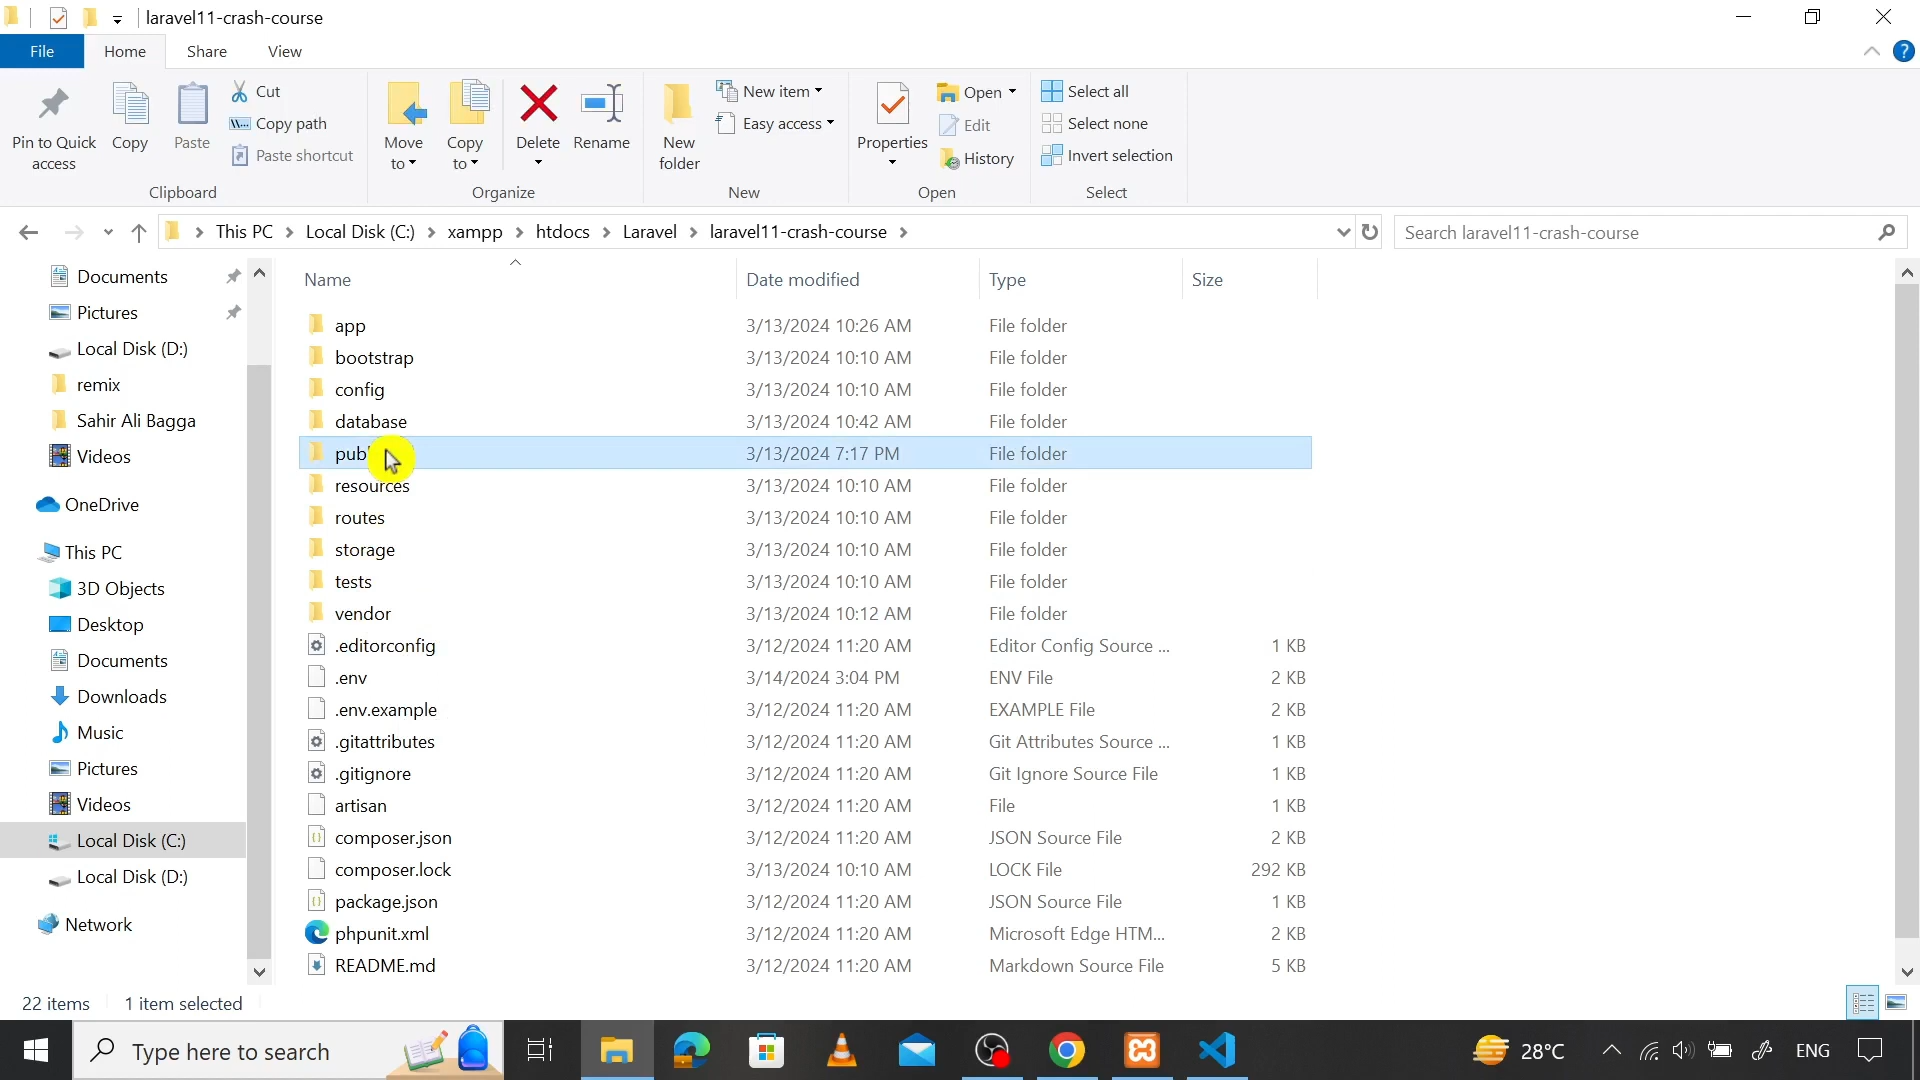 laravel11-crash-course
File
Home
Share
View
Pin to Quick
access
Copy
Paste
Cut
Copy path
Paste shortcut
Clipboard
Move
to
Copy
to
Delete
Rename
Organize
New
folder
New item
Easy access
New
Properties
Open
Edit
History
Open
Select all
Select none
Invert selection
Select
This PC
Local Disk (C:)
xampp
htdocs
Laravel
laravel11-crash-course
Search laravel11-crash-course
Documents
Pictures
Local Disk (D:)
remix
Sahir Ali Bagga
Videos
OneDrive
This PC
3D Objects
Desktop
Documents
Downloads
Music
Pictures
Videos
Local Disk (C:)
Local Disk (D:)
Network
Name Date modified Type Size
app 3/13/2024 10:26 AM File folder
bootstrap 3/13/2024 10:10 AM File folder
config 3/13/2024 10:10 AM File folder
database 3/13/2024 10:42 AM File folder
3/13/2024 7:17 PM File folder
resources 3/13/2024 10:10 AM File folder
routes 3/13/2024 10:10 AM File folder
storage 3/13/2024 10:10 AM File folder
tests 3/13/2024 10:10 AM File folder
vendor 3/13/2024 10:12 AM File folder
.editorconfig 3/12/2024 11:20 AM Editor Config Source ... 1 KB
.env 3/14/2024 3:04 PM ENV File 2 KB
.env.example 3/12/2024 11:20 AM EXAMPLE File 2 KB
.gitattributes 3/12/2024 11:20 AM Git Attributes Source ... 1 KB
.gitignore 3/12/2024 11:20 AM Git Ignore Source File 1 KB
artisan 3/12/2024 11:20 AM File 1 KB
composer.json 3/12/2024 11:20 AM JSON Source File 2 KB
composer.lock 3/13/2024 10:10 AM LOCK File 292 KB
package.json 3/12/2024 11:20 AM JSON Source File 1 KB
phpunit.xml 3/12/2024 11:20 AM Microsoft Edge HTM... 2 KB
README.md 3/12/2024 11:20 AM Markdown Source File 5 KB
22 items
1 item selected
Type here to search
28°C
ENG